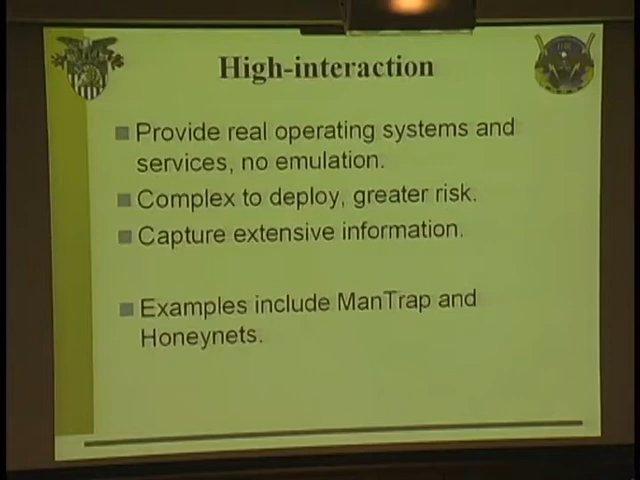 High-interaction
Provide real operating systems and
services, no emulation.
Complex to deploy, greater risk.
Capture extensive information.
Examples include ManTrap and
Honeynets.